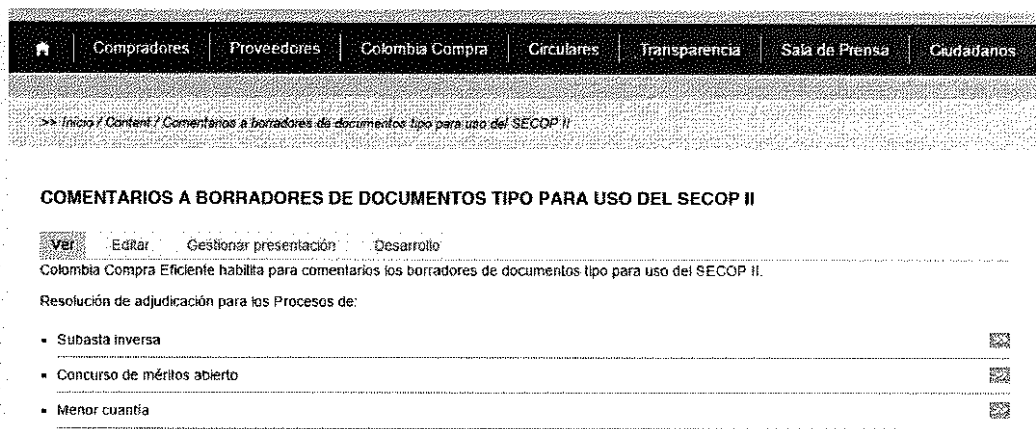 Compradores Proveedores Colombia Compra Circulares Transparencia Sala de Prensa Ciudadanos
>> Inicio / Content / Comentarios a borradores de documentos tipo para uso del SECOP II
COMENTARIOS A BORRADORES DE DOCUMENTOS TIPO PARA USO DEL SECOP II
Ver Editar Gestionar presentación Desarrollo
Colombia Compra Eficiente habilita para comentarios los borradores de documentos tipo para uso del SECOP II.
Resolución de adjudicación para los Procesos de:
▪ Subasta inversa
▪ Concurso de méritos abierto
▪ Menor cuantía